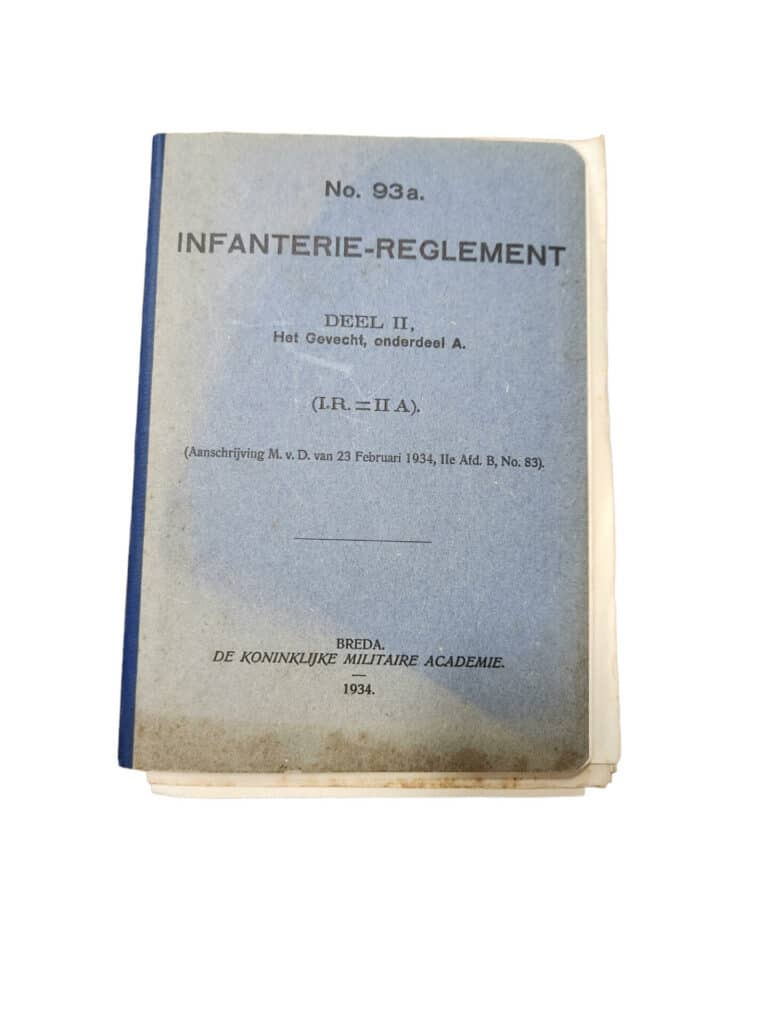 No. 93a.
INFANTERIE-REGLEMENT
DEEL II,
Het Gevecht, onderdeel A.
(I.R. = II A).
(Aanschrijving M. v. D. van 23 Februari 1934, IIe Afd. B, No. 83).
BREDA.
DE KONINKLIJKE MILITAIRE ACADEMIE.
1934.